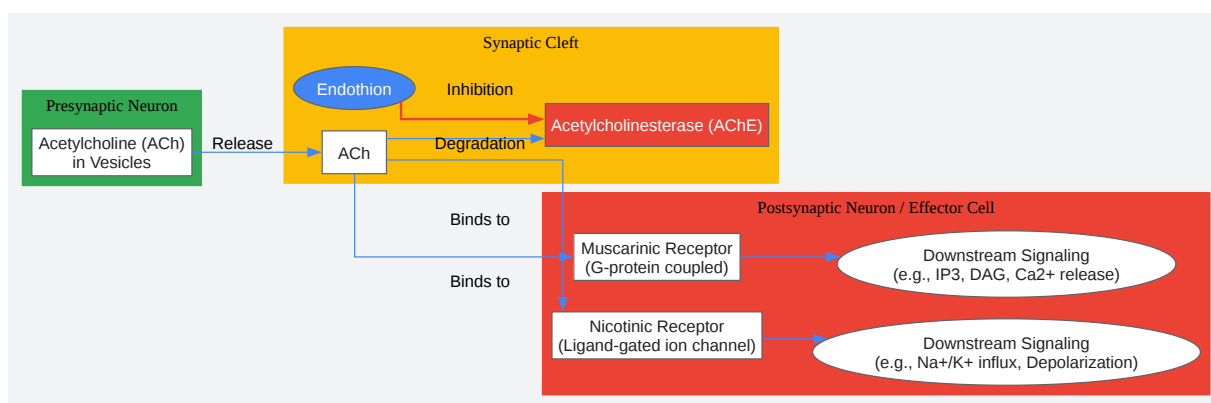 Synaptic Cleft
Endothion
Inhibition
Presynaptic Neuron
Acetylcholine (ACh)
in Vesicles
Release
ACh
Degradation
Acetylcholinesterase (AChE)
Postsynaptic Neuron / Effector Cell
Binds to
Muscarinic Receptor
(G-protein coupled)
Downstream Signaling
(e.g., IP3, DAG, Ca2+ release)
Binds to
Nicotinic Receptor
(Ligand-gated ion channel)
Downstream Signaling
(e.g., Na+/K+ influx, Depolarization)